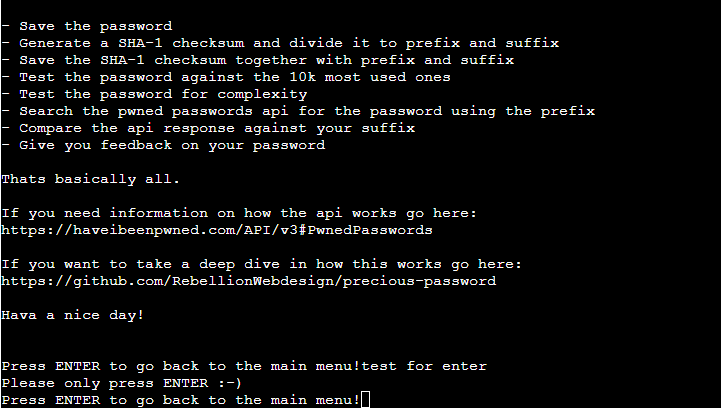 - Save the password
- Generate a SHA-1 checksum and divide it to prefix and suffix
- Save the SHA-1 checksum together with prefix and suffix
- Test the password against the 10k most used ones
- Test the password for complexity
- Search the pwned passwords api for the password using the prefix
- Compare the api response against your suffix
- Give you feedback on your password
Thats basically all.
If you need information on how the api works go here:
https://haveibeenpwned.com/API/v3#PwnedPasswords
If you want to take a deep dive in how this works go here:
https://github.com/RebellionWebdesign/precious-password
Hava a nice day!
Press ENTER to go back to the main menu!test for enter
Please only press ENTER :-)
Press ENTER to go back to the main menu!